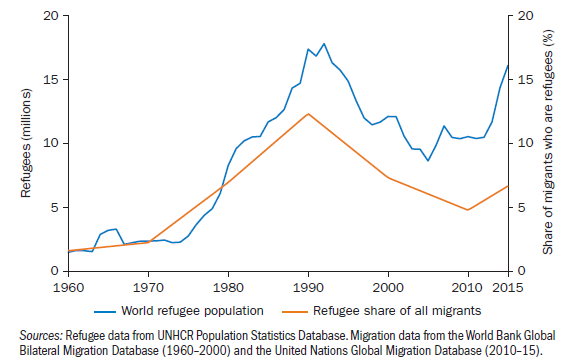 20
15
10
5
0
Refugees (millions)
20
15
10
5
0
Share of migrants who are refugees (%)
1960 1970 1980 1990 2000 2010 2015
World refugee population Refugee share of all migrants
Sources: Refugee data from UNHCR Population Statistics Database. Migration data from the World Bank Global
Bilateral Migration Database (1960–2000) and the United Nations Global Migration Database (2010–15).